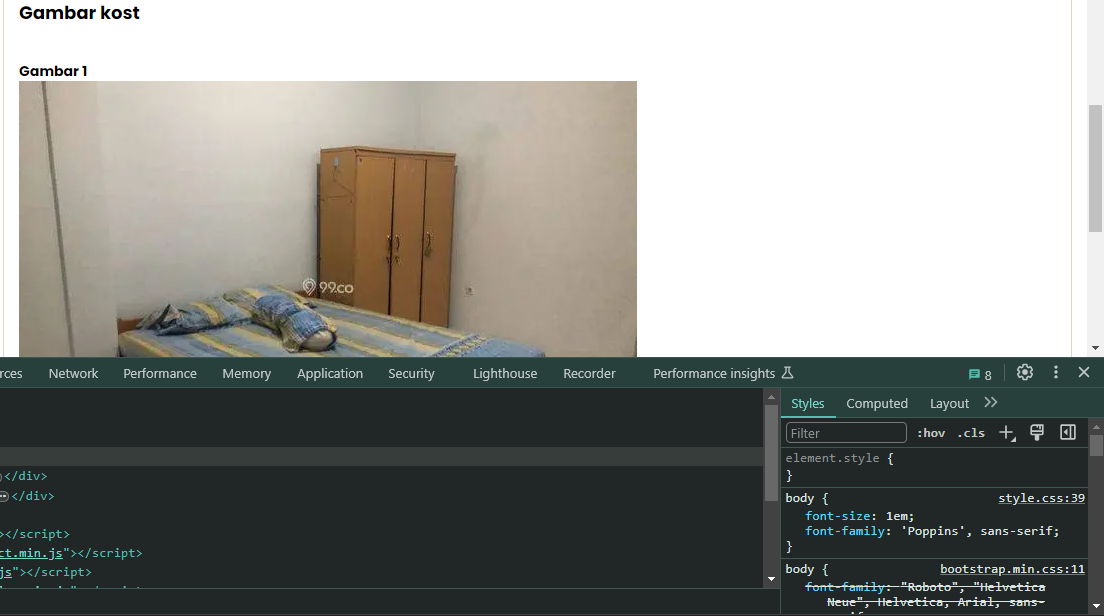 Gambar kost
Gambar 1
99.co
rces Network Performance Memory Application Security Lighthouse Recorder Performance insights 8
Styles Computed Layout
Filter :hov .cls
element.style {
}
body { style.css:39
font-size: 1em;
font-family: 'Poppins', sans-serif;
}
body { bootstrap.min.css:11
font-family: "Roboto", "Helvetica
Neue", Helvetica, Arial, sans-
</div>
</div>
></script>
ct.min.js"></script>
js"></script>